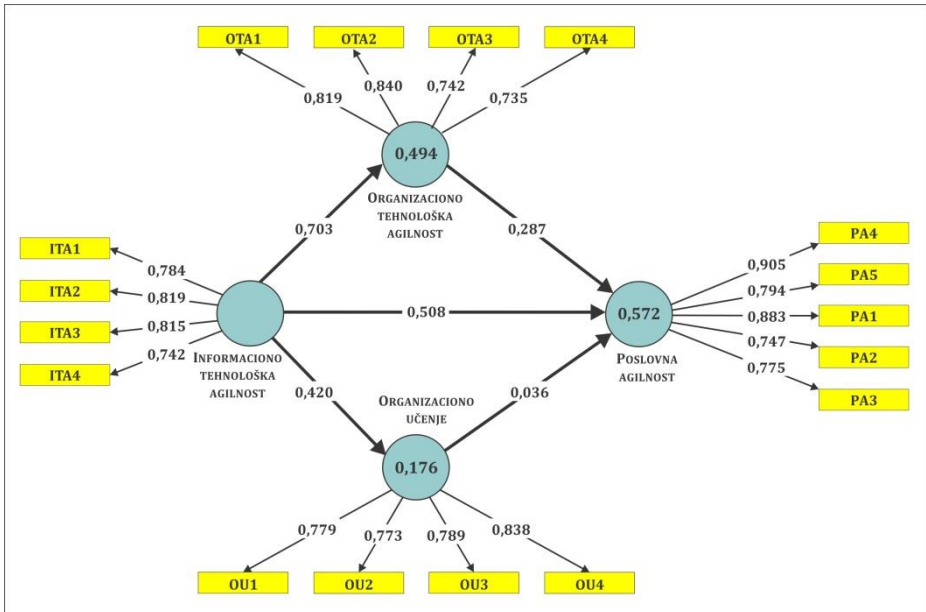 OTA1
OTA2
OTA3
OTA4
0,819
0,840
0,742
0,735
0,494
ORGANIZACIONO
TEHNOLOŠKA
AGILNOST
0,703
0,287
ITA1
ITA2
ITA3
ITA4
0,784
0,819
0,815
0,742
INFORMACIONO
TEHNOLOŠKA
AGILNOST
0,508
0,572
POSLOVNA
AGILNOST
0,905
0,794
0,883
0,747
0,775
PA4
PA5
PA1
PA2
PA3
0,420
0,036
ORGANIZACIONO
UČENJE
0,176
0,779
0,773
0,789
0,838
OU1
OU2
OU3
OU4